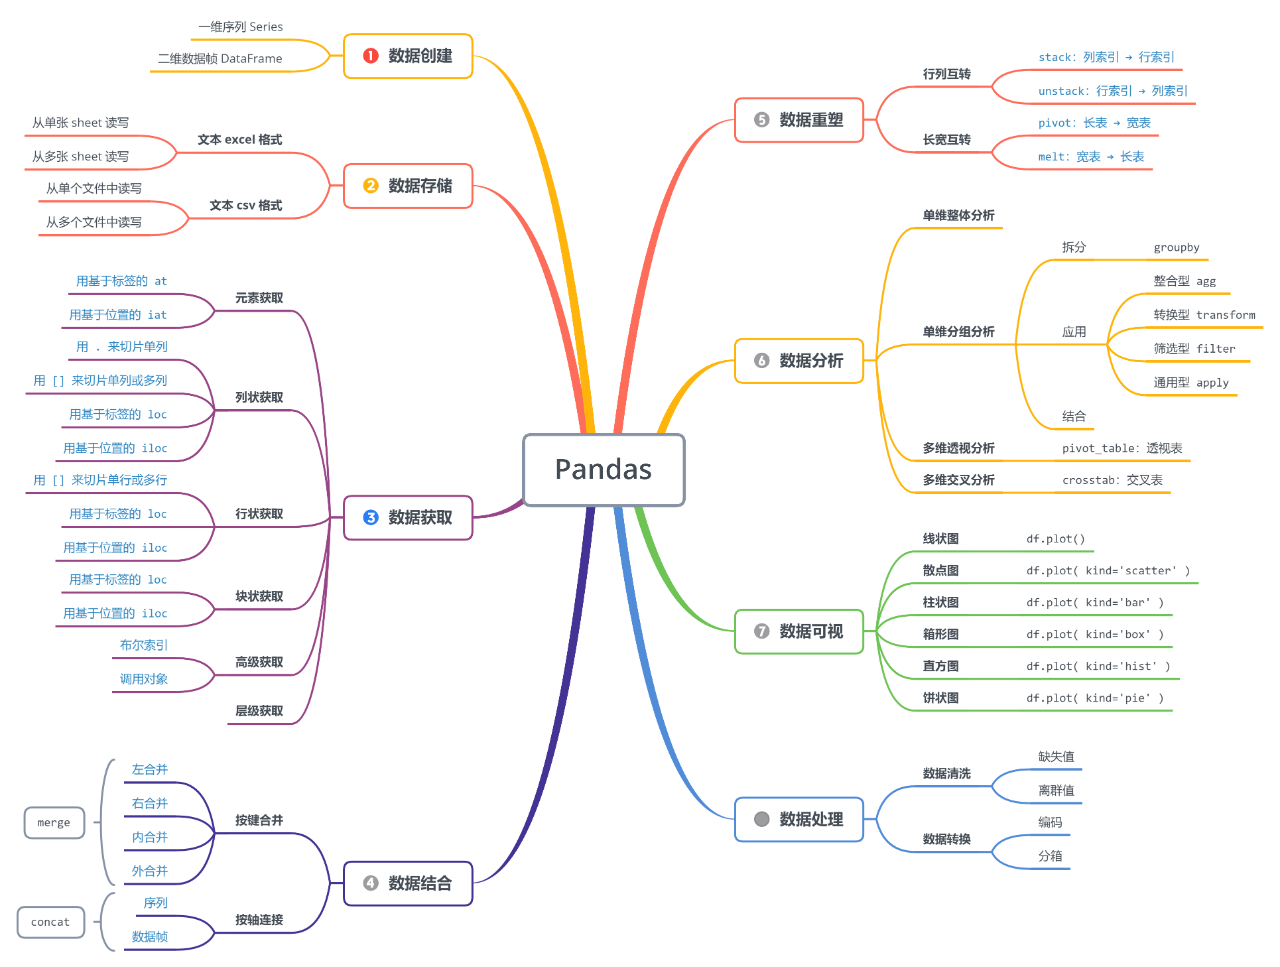 Pandas
1 数据创建
一维序列 Series
二维数据帧 DataFrame
2 数据存储
文本 excel 格式
从单张 sheet 读写
从多张 sheet 读写
文本 csv 格式
从单个文件中读写
从多个文件中读写
3 数据获取
元素获取
用基于标签的 at
用基于位置的 iat
列状获取
用 . 来切片单列
用 [] 来切片单列或多列
用基于标签的 loc
用基于位置的 iloc
行状获取
用 [] 来切片单行或多行
用基于标签的 loc
用基于位置的 iloc
块状获取
用基于标签的 loc
用基于位置的 iloc
高级获取
布尔索引
调用对象
层级获取
4 数据结合
按键合并
左合并
右合并
内合并
外合并
merge
按轴连接
序列
数据帧
concat
5 数据重塑
行列互转
stack：列索引 → 行索引
unstack：行索引 → 列索引
长宽互转
pivot：长表 → 宽表
melt：宽表 → 长表
6 数据分析
单维整体分析
单维分组分析
拆分
groupby
应用
整合型 agg
转换型 transform
筛选型 filter
通用型 apply
结合
多维透视分析
pivot_table：透视表
多维交叉分析
crosstab：交叉表
7 数据可视
线状图 df.plot()
散点图 df.plot( kind='scatter' )
柱状图 df.plot( kind='bar' )
箱形图 df.plot( kind='box' )
直方图 df.plot( kind='hist' )
饼状图 df.plot( kind='pie' )
数据处理
数据清洗
缺失值
离群值
数据转换
编码
分箱